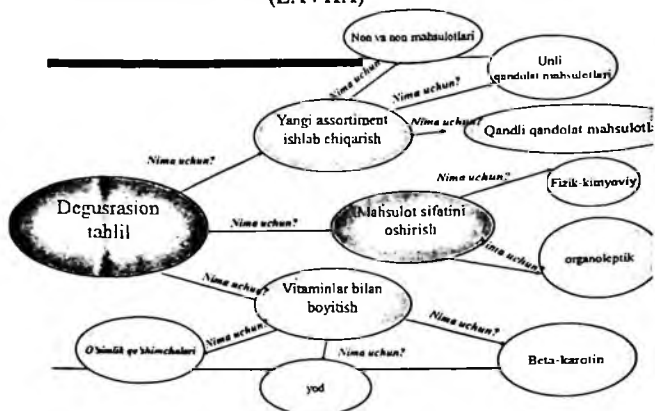 Non va non mahsulotlari
Unli
qandolat mahsulotlari
Nima uchun?
Nima uchun?
Yangi assortiment
ishlab chiqarish
Nima uchun?
Qandli qandolat mahsulotl
Nima uchun?
Nima uchun?
Fizik-kimyoviy
Degusrasion
tahlil
Nima uchun?
Mahsulot sifatini
oshirish
uchun?
organoleptik
Nima uchun?
Vitaminlar bilan
boyitish
Nima uchun?
Nima uchun?
O'simlik qo'shimchalari
Nima uchun?
Beta-karotin
yod